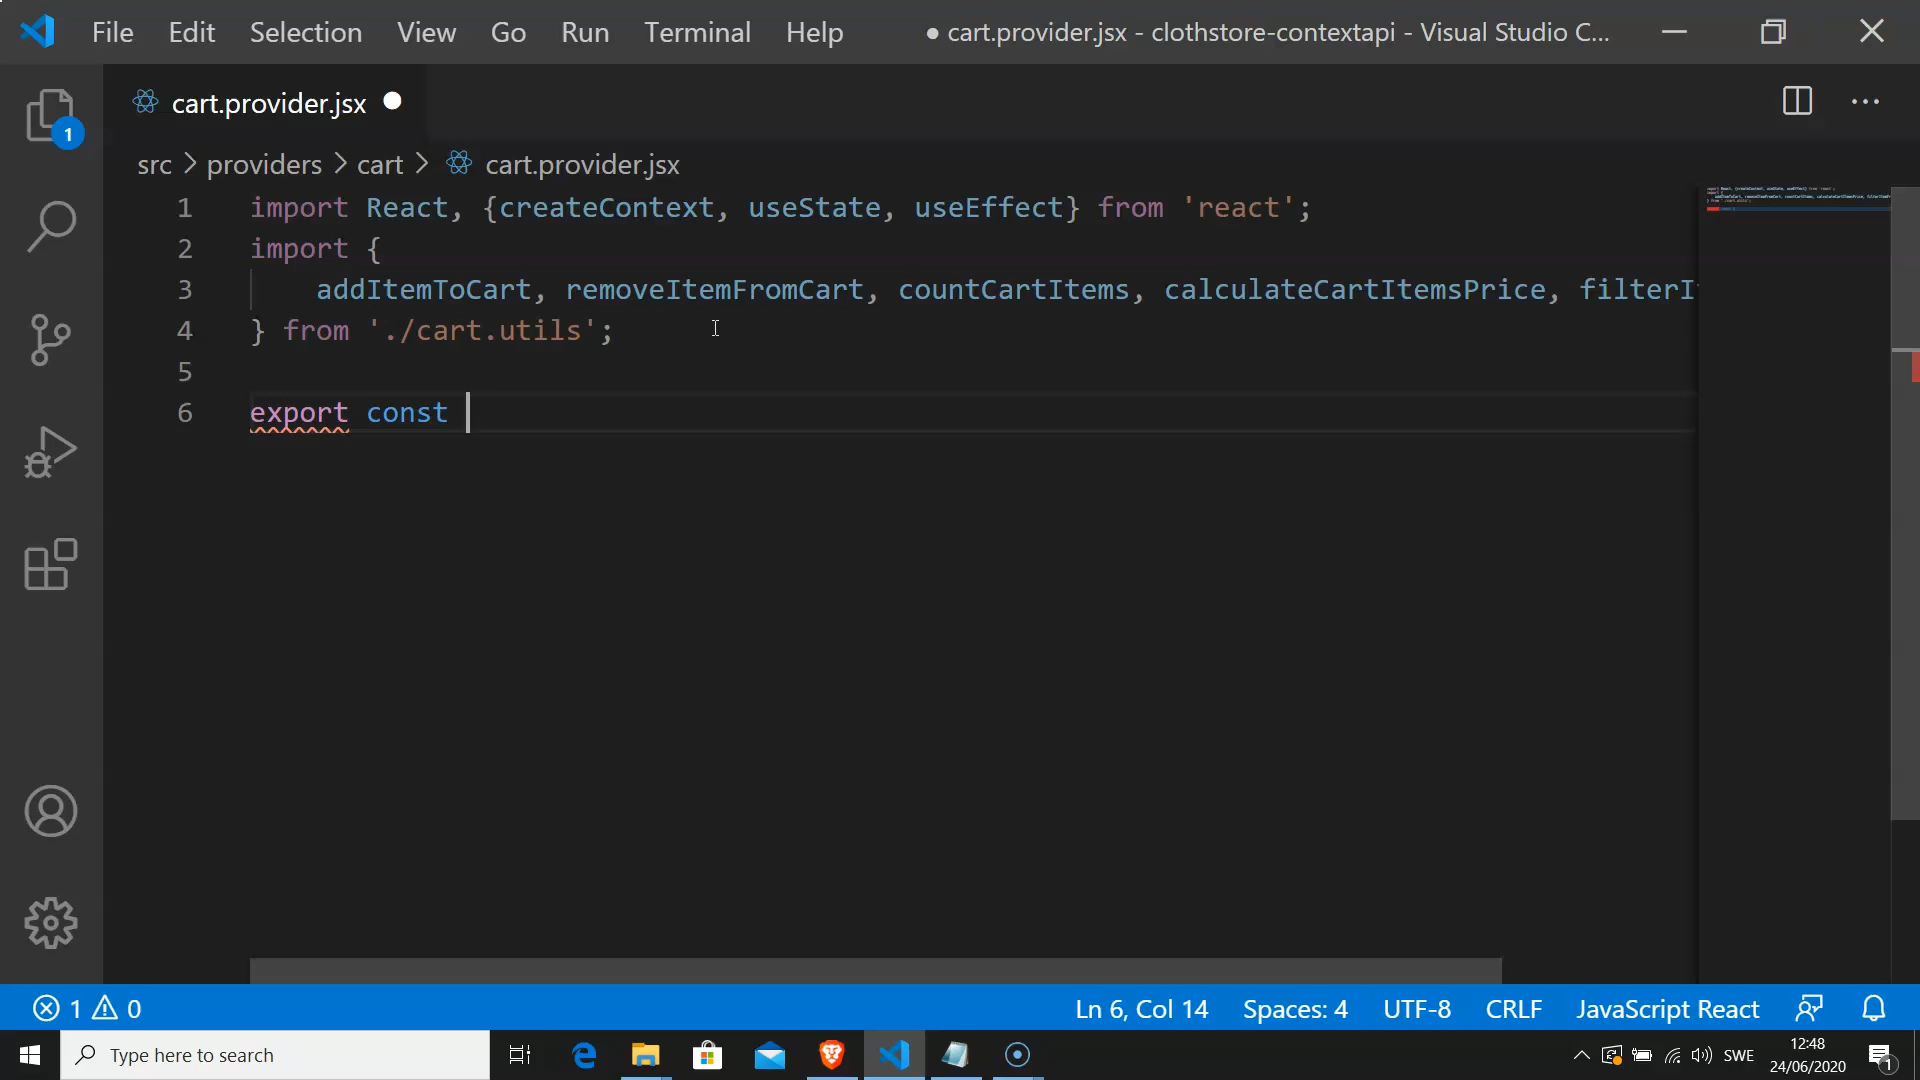 File Edit Selection View Go Run Terminal Help ● cart.provider.jsx - clothstore-contextapi - Visual Studio C...
1
cart.provider.jsx
src > providers > cart > cart.provider.jsx
1 import React, {createContext, useState, useEffect} from 'react';
2 import {
3 addItemToCart, removeItemFromCart, countCartItems, calculateCartItemsPrice, filterI
4 } from './cart.utils';
5
6 export const
1 0 Ln 6, Col 14 Spaces: 4 UTF-8 CRLF JavaScript React
Type here to search
SWE
12:48
24/06/2020
1